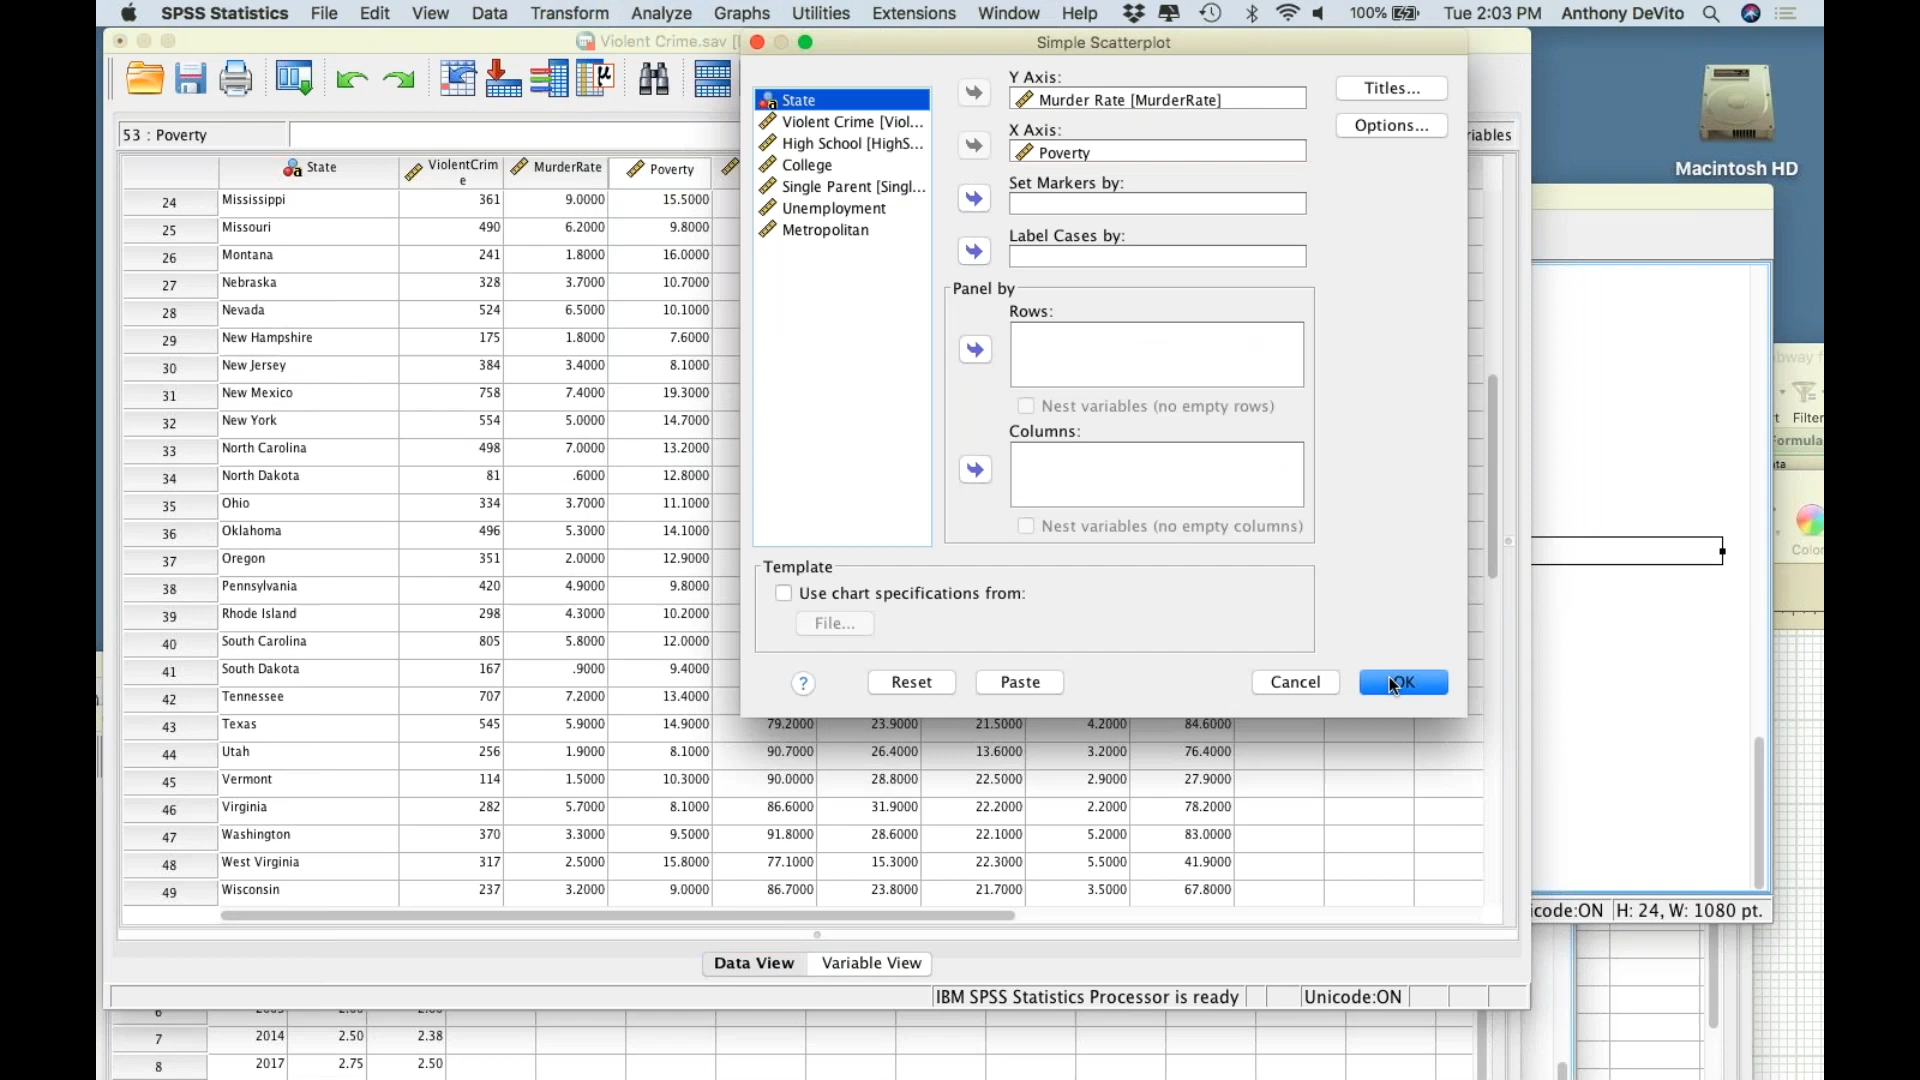 SPSS Statistics File Edit View Data Transform Analyze Graphs Utilities Extensions Window Help 100% Tue 2:03 PM Anthony DeVito
Violent Crime.sav [
Simple Scatterplot
Macintosh HD
53 : Poverty
State ViolentCrime MurderRate Poverty
24 Mississippi 361 9.0000 15.5000
25 Missouri 490 6.2000 9.8000
26 Montana 241 1.8000 16.0000
27 Nebraska 328 3.7000 10.7000
28 Nevada 524 6.5000 10.1000
29 New Hampshire 175 1.8000 7.6000
30 New Jersey 384 3.4000 8.1000
31 New Mexico 758 7.4000 19.3000
32 New York 554 5.0000 14.7000
33 North Carolina 498 7.0000 13.2000
34 North Dakota 81 .6000 12.8000
35 Ohio 334 3.7000 11.1000
36 Oklahoma 496 5.3000 14.1000
37 Oregon 351 2.0000 12.9000
38 Pennsylvania 420 4.9000 9.8000
39 Rhode Island 298 4.3000 10.2000
40 South Carolina 805 5.8000 12.0000
41 South Dakota 167 .9000 9.4000
42 Tennessee 707 7.2000 13.4000
43 Texas 545 5.9000 14.9000 79.2000 23.9000 21.5000 4.2000 84.6000
44 Utah 256 1.9000 8.1000 90.7000 26.4000 13.6000 3.2000 76.4000
45 Vermont 114 1.5000 10.3000 90.0000 28.8000 22.5000 2.9000 27.9000
46 Virginia 282 5.7000 8.1000 86.6000 31.9000 22.2000 2.2000 78.2000
47 Washington 370 3.3000 9.5000 91.8000 28.6000 22.1000 5.2000 83.0000
48 West Virginia 317 2.5000 15.8000 77.1000 15.3000 22.3000 5.5000 41.9000
49 Wisconsin 237 3.2000 9.0000 86.7000 23.8000 21.7000 3.5000 67.8000
State
Violent Crime [Viol...
High School [HighS...
College
Single Parent [Singl...
Unemployment
Metropolitan
Y Axis:
Murder Rate [MurderRate]
X Axis:
Poverty
Set Markers by:
Label Cases by:
Panel by
Rows:
Nest variables (no empty rows)
Columns:
Nest variables (no empty columns)
Titles...
Options...
Template
Use chart specifications from:
File...
? Reset Paste Cancel OK
riables
Filter
Data View Variable View
IBM SPSS Statistics Processor is ready Unicode:ON
icode:ON H: 24, W: 1080 pt.
7 2014 2.50 2.38
8 2017 2.75 2.50